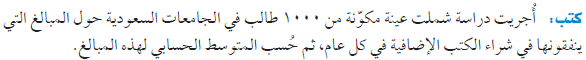 كتب: أُجريت دراسة شملت عينة مكوّنة من ١٠٠٠ طالب في الجامعات السعودية حول المبالغ التي
ينفقونها في شراء الكتب الإضافية في كل عام، ثم حُسب المتوسط الحسابي لهذه المبالغ.